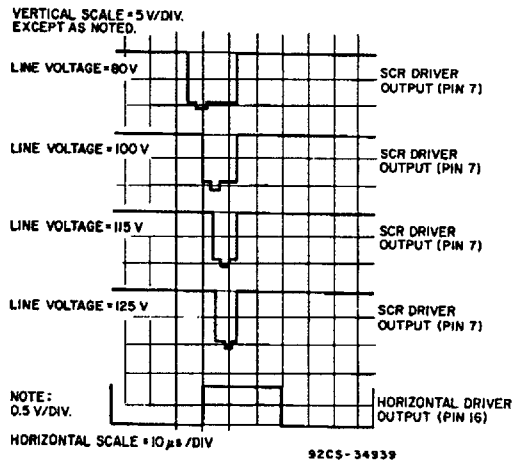 VERTICAL SCALE = 5 V/DIV.
EXCEPT AS NOTED.
LINE VOLTAGE = 80V
SCR DRIVER
OUTPUT (PIN 7)
LINE VOLTAGE = 100 V
SCR DRIVER
OUTPUT (PIN 7)
LINE VOLTAGE = 115 V
SCR DRIVER
OUTPUT (PIN 7)
LINE VOLTAGE = 125 V
SCR DRIVER
OUTPUT (PIN 7)
NOTE:
0.5 V/DIV.
HORIZONTAL DRIVER
OUTPUT (PIN 16)
HORIZONTAL SCALE = 10 µs/DIV
92CS-34939